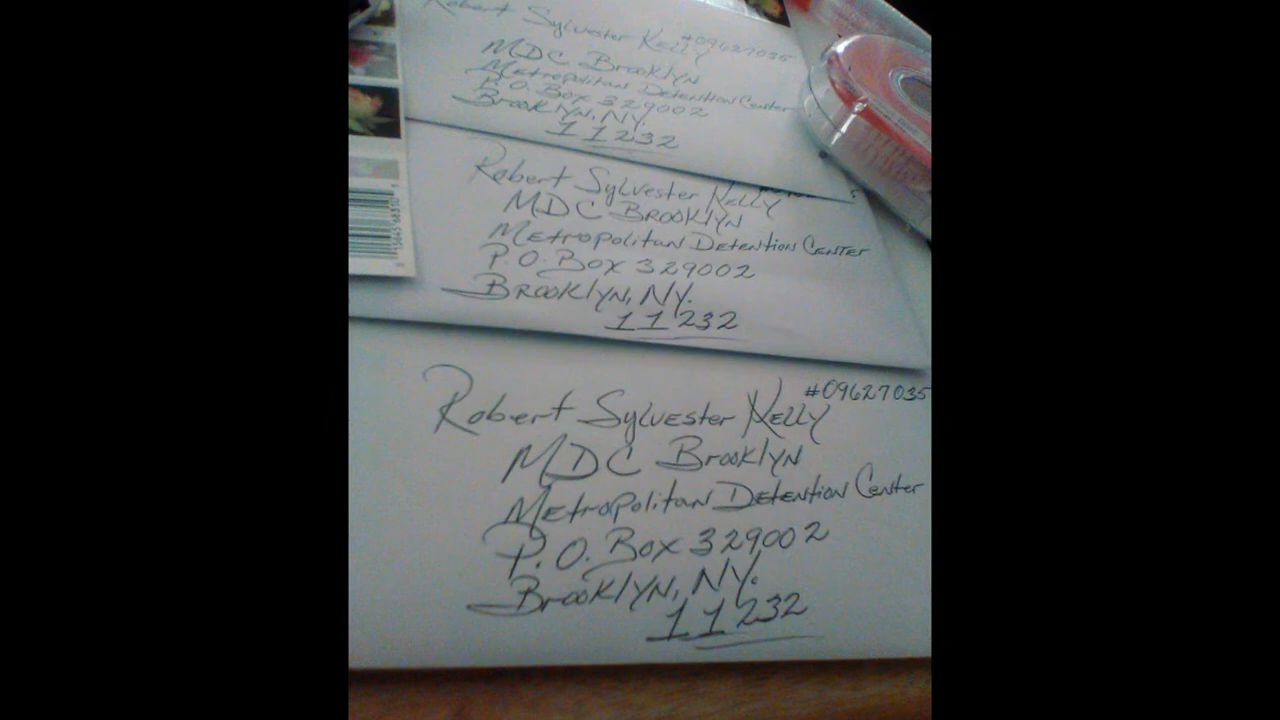 Robert Sylvester Kelly #09627035
MDC Brooklyn
Metropolitan Detention Center
P.O. Box 329002
Brooklyn, NY.
11232
Robert Sylvester Kelly
MDC Brooklyn
Metropolitan Detention Center
P.O. Box 329002
Brooklyn, NY.
11232
Robert Sylvester Kelly #09627035
MDC Brooklyn
Metropolitan Detention Center
P.O. Box 329002
Brooklyn, NY.
11232